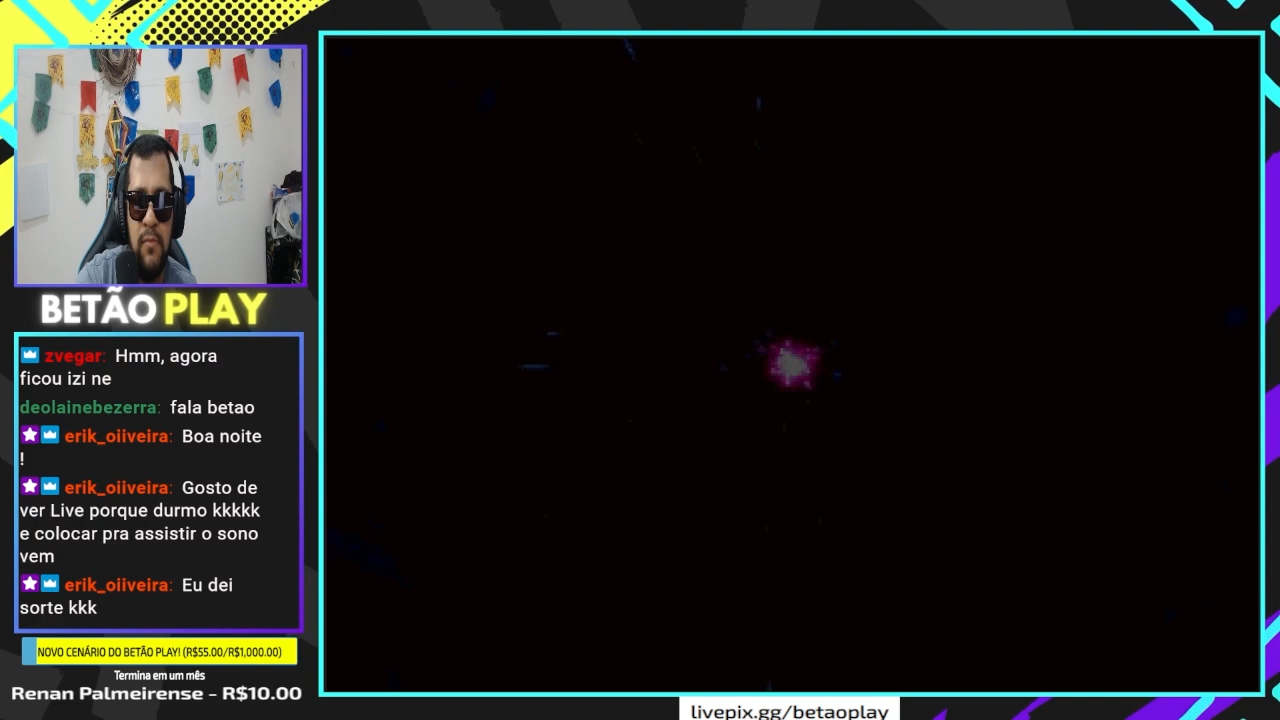 BETÃO PLAY
zvegar: Hmm, agora
ficou izi ne
deolainebezerra: fala betao
erik_oiiveira: Boa noite
!
erik_oiiveira: Gosto de
ver Live porque durmo kkkkk
e colocar pra assistir o sono
vem
erik_oiiveira: Eu dei
sorte kkk
NOVO CENÁRIO DO BETÃO PLAY! (R$55.00/R$1,000.00)
Termina em um mês
Renan Palmeirense - R$10.00
livepix.gg/betaoplay